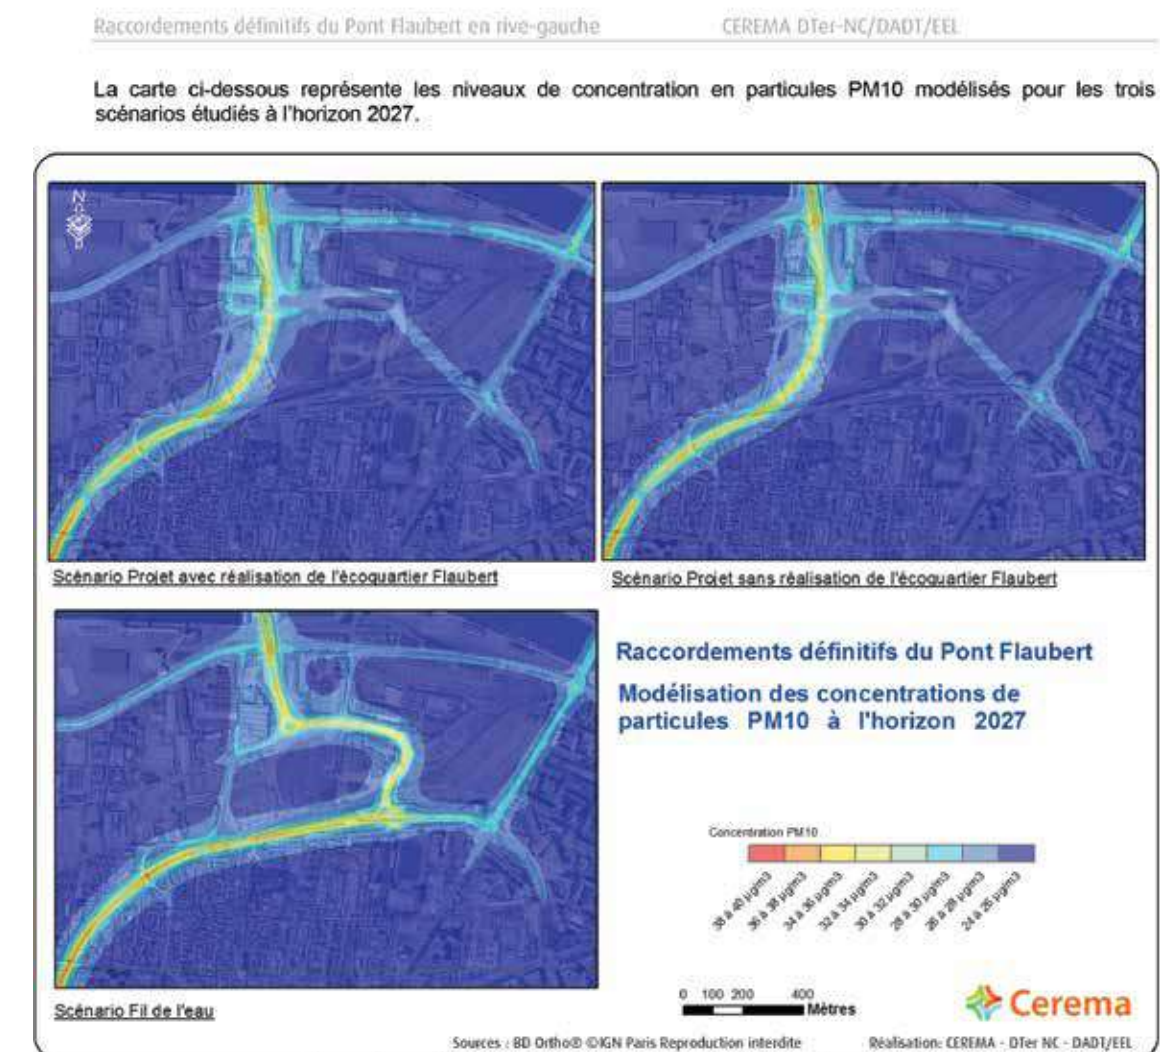 Raccordements définitifs du Pont Flaubert en rive-gauche CEREMA DTer-NC/DADT/EEL
La carte ci-dessous représente les niveaux de concentration en particules PM10 modélisés pour les trois
scénarios étudiés à l'horizon 2027.
N
Scénario Projet avec réalisation de l'écoquartier Flaubert
Scénario Projet sans réalisation de l'écoquartier Flaubert
Raccordements définitifs du Pont Flaubert
Modélisation des concentrations de
particules PM10 à l'horizon 2027
Concentration PM10
38 à 40 µg/m3
36 à 38 µg/m3
34 à 36 µg/m3
32 à 34 µg/m3
30 à 32 µg/m3
28 à 30 µg/m3
26 à 28 µg/m3
24 à 26 µg/m3
0 100 200 400
Mètres
Cerema
Scénario Fil de l'eau
Sources : BD Ortho® ©IGN Paris Reproduction interdite Réalisation: CEREMA - DTer NC - DADT/EEL